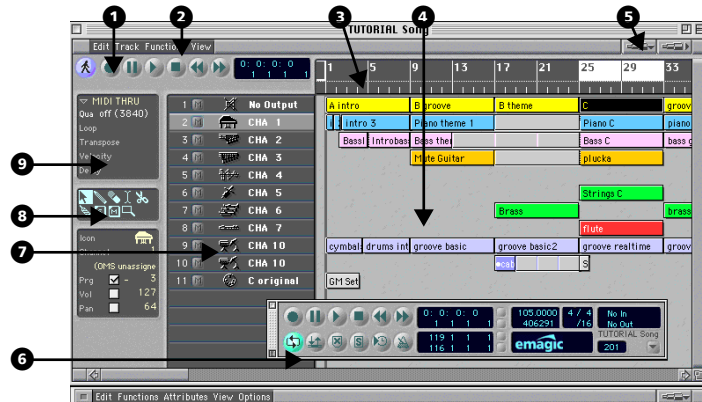 1
2
3
4
5
TUTORIAL Song
Edit Track Functions View
0: 0: 0: 0
1 1 1 1
1 5 9 13 17 21 25 29 33
MIDI THRU
Qua off (3840)
Loop
Transpose
Velocity
9
8
Icon
Channel 1
(OMS unassigne
Prg - 3
Vol 127
Pan 64
7
6
1 No Output
2 CHA 1
3 CHA 2
4 CHA 3
5 CHA 4
6 CHA 5
7 CHA 6
8 CHA 7
9 CHA 10
10 CHA 10
11 C original
A intro B groove B theme C groov
intro 3 Piano theme 1 Piano C piano
Bassl Introbas Bass the Bass C bass g
Mute Guitar plucka
Strings C
Brass brass
flute
cymbal drums int groove basic groove basic2 groove realtime groov
cab S
GM Set
0: 0: 0: 0
1 1 1 1
105.0000
406291
4 / 4
/16
No In
No Out
119 1 1 1
116 1 1 1
emagic
TUTORIAL Song
201
Edit Functions Attributes View Options